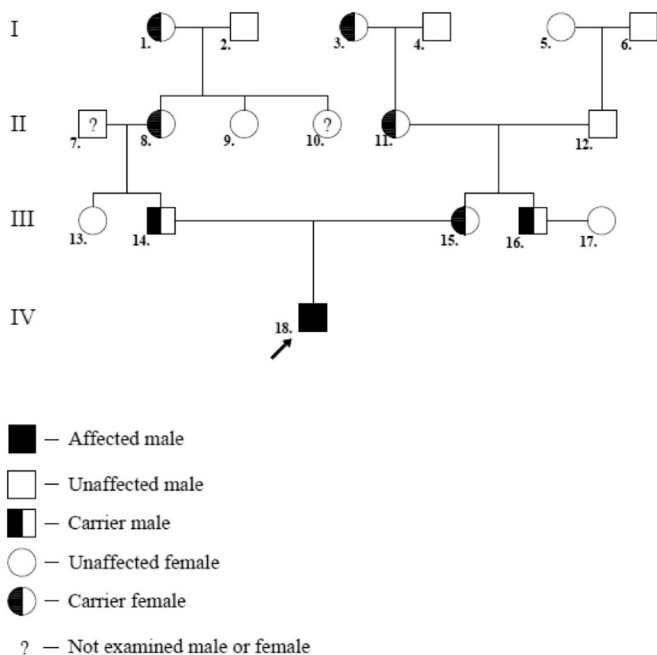 I
1. 2. 3. 4. 5. 6.
II
7. ? 8. 9. 10. ? 11. 12.
III
13. 14. 15. 16. 17.
IV
18.
— Affected male
— Unaffected male
— Carrier male
— Unaffected female
— Carrier female
? — Not examined male or female